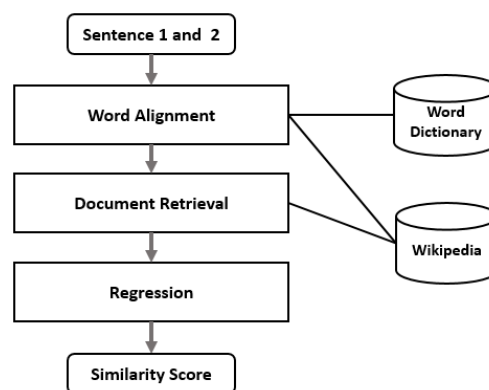 Sentence 1 and 2
Word Alignment
Word
Dictionary
Document Retrieval
Wikipedia
Regression
Similarity Score